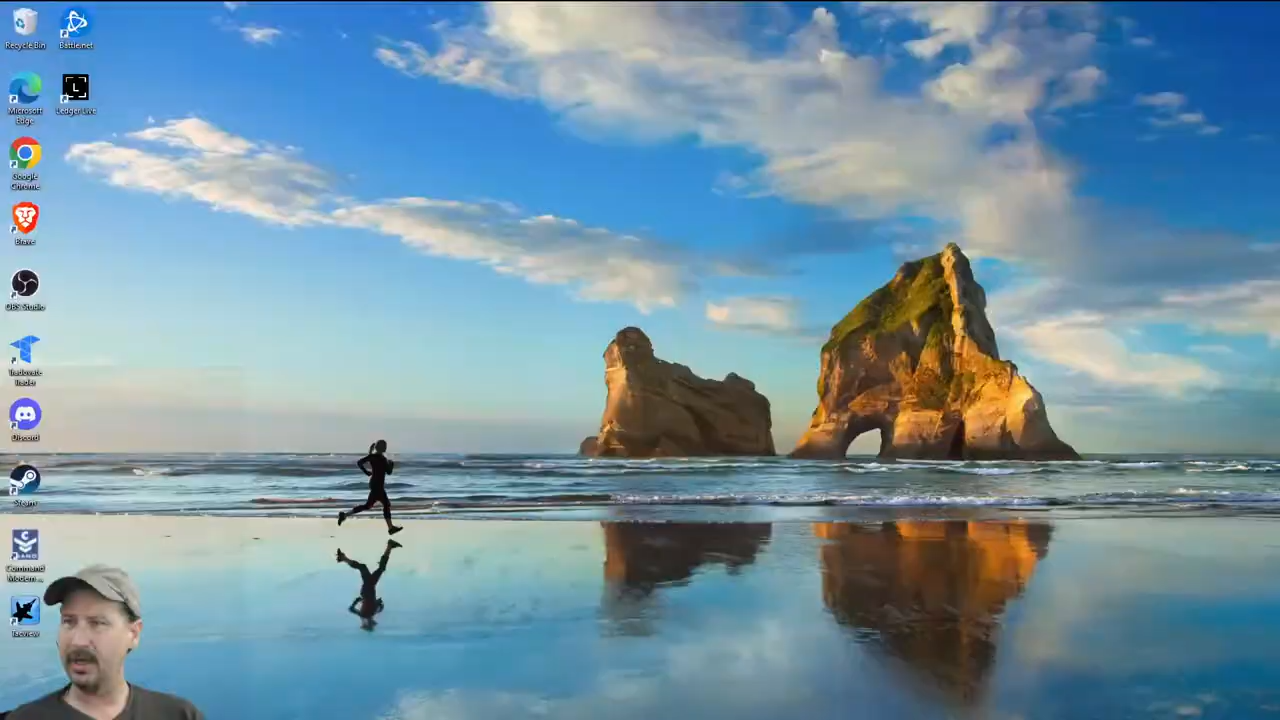 Recycle Bin
Battle.net
Microsoft
Edge
L
Ledger Live
Google
Chrome
Brave
OBS Studio
Tradovate
Trader
Discord
Steam
C
Command
Modern ...
Tacview